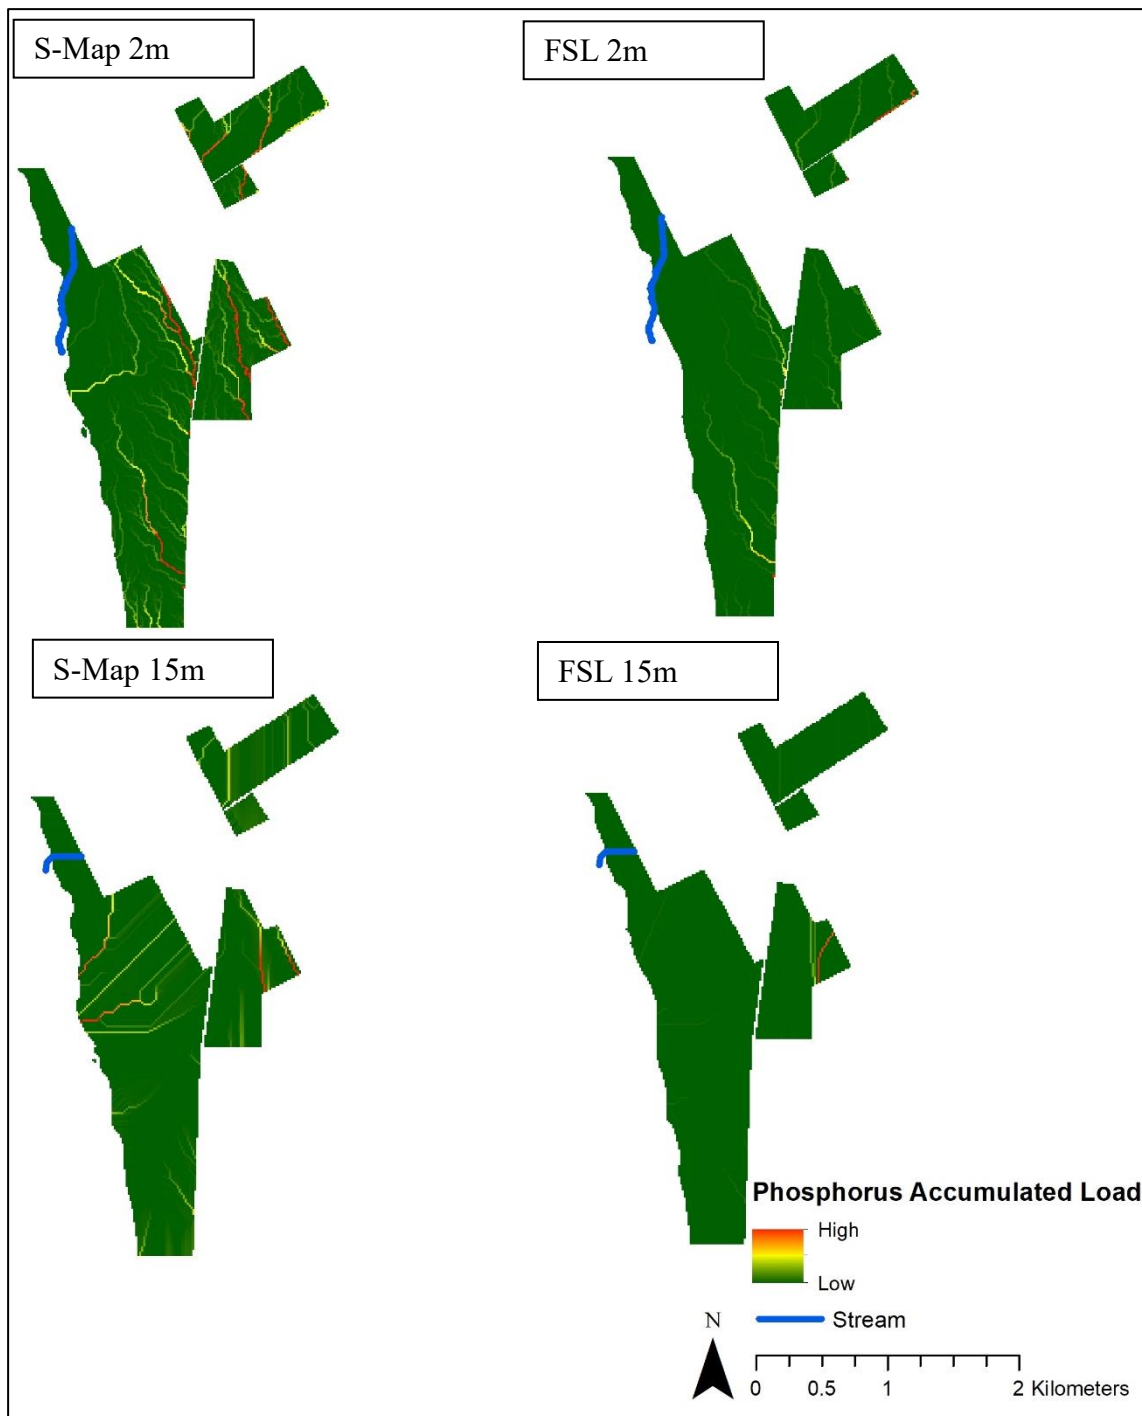 S-Map 2m
FSL 2m
S-Map 15m
FSL 15m
Phosphorus Accumulated Load
High
Low
Stream
N
0 0.5 1 2 Kilometers